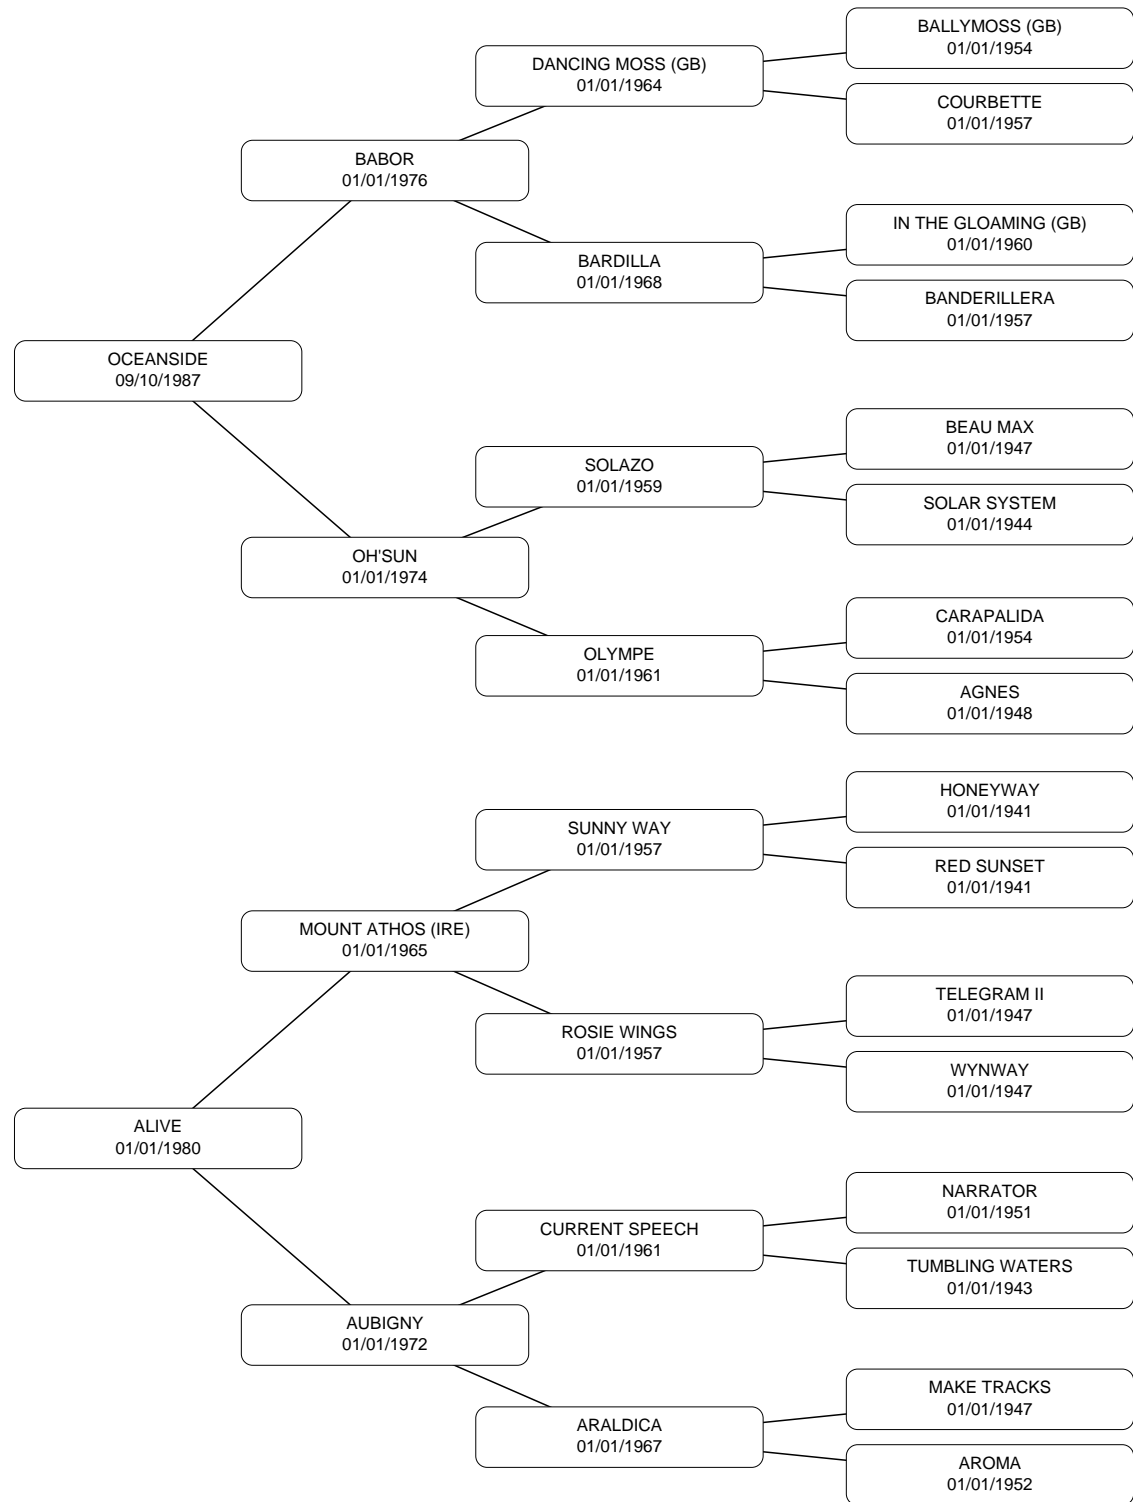 BALLYMOSS (GB)
01/01/1954
DANCING MOSS (GB)
01/01/1964
COURBETTE
01/01/1957
BABOR
01/01/1976
IN THE GLOAMING (GB)
01/01/1960
BARDILLA
01/01/1968
BANDERILLERA
01/01/1957
OCEANSIDE
09/10/1987
BEAU MAX
01/01/1947
SOLAZO
01/01/1959
SOLAR SYSTEM
01/01/1944
OH'SUN
01/01/1974
CARAPALIDA
01/01/1954
OLYMPE
01/01/1961
AGNES
01/01/1948
HONEYWAY
01/01/1941
SUNNY WAY
01/01/1957
RED SUNSET
01/01/1941
MOUNT ATHOS (IRE)
01/01/1965
TELEGRAM II
01/01/1947
ROSIE WINGS
01/01/1957
WYNWAY
01/01/1947
ALIVE
01/01/1980
NARRATOR
01/01/1951
CURRENT SPEECH
01/01/1961
TUMBLING WATERS
01/01/1943
AUBIGNY
01/01/1972
MAKE TRACKS
01/01/1947
ARALDICA
01/01/1967
AROMA
01/01/1952